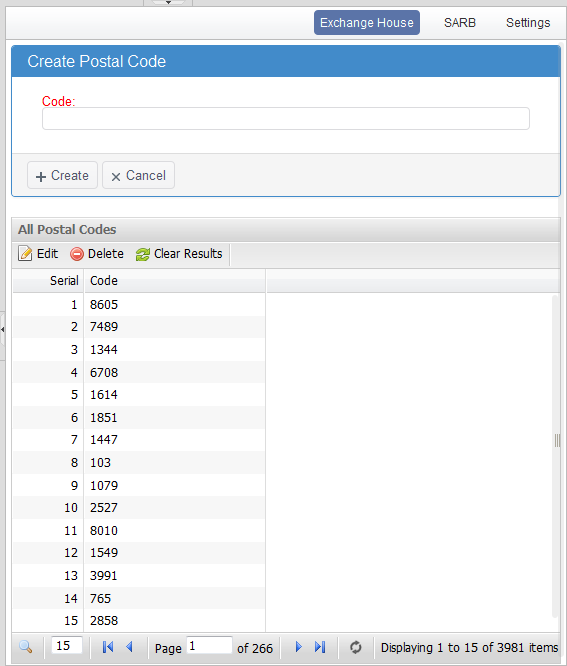 Exchange House SARB Settings
Create Postal Code
Code:
Create Cancel
All Postal Codes
Edit Delete Clear Results
Serial Code
1 8605
2 7489
3 1344
4 6708
5 1614
6 1851
7 1447
8 103
9 1079
10 2527
11 8010
12 1549
13 3991
14 765
15 2858
15 Page 1 of 266 Displaying 1 to 15 of 3981 items